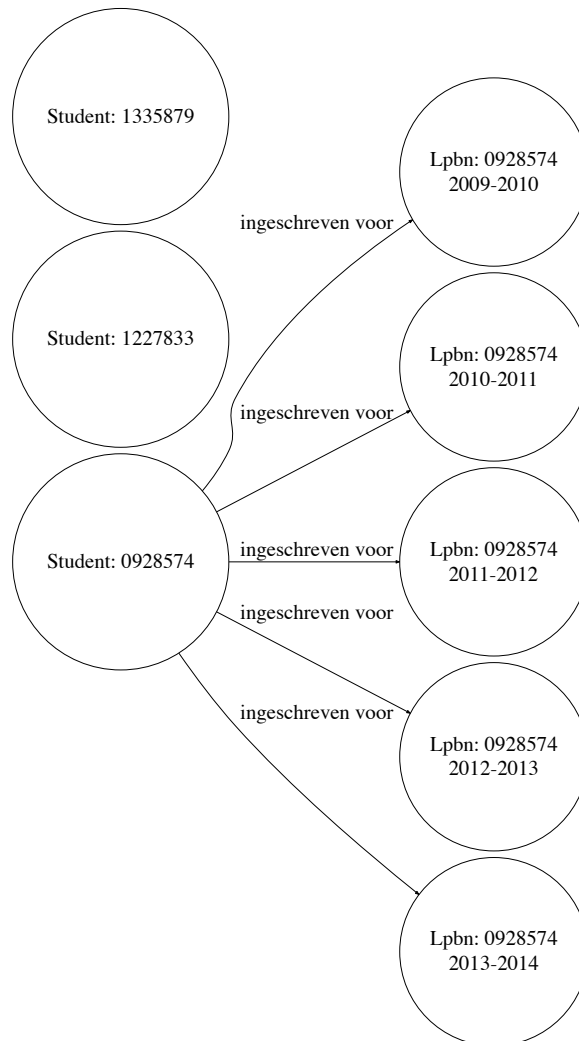 Student: 1335879
Lpbn: 0928574
2009-2010
ingeschreven voor
Student: 1227833
Lpbn: 0928574
2010-2011
ingeschreven voor
Student: 0928574
ingeschreven voor
Lpbn: 0928574
2011-2012
ingeschreven voor
Lpbn: 0928574
2012-2013
ingeschreven voor
Lpbn: 0928574
2013-2014